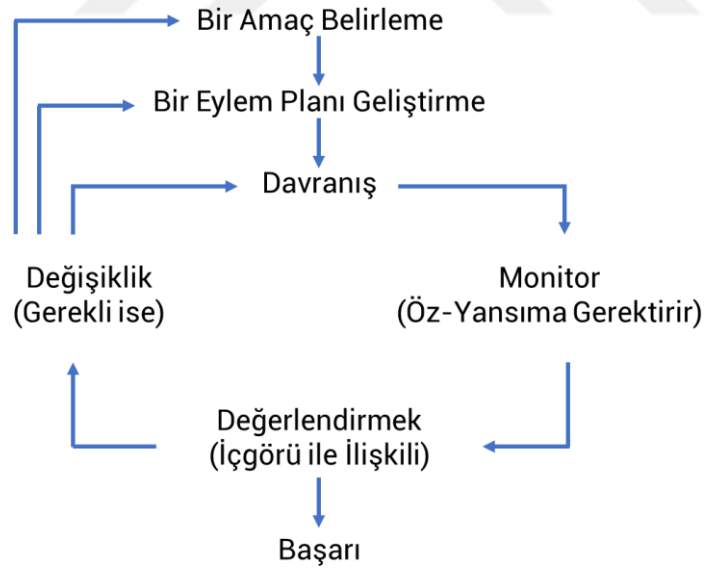 Bir Amaç Belirleme
Bir Eylem Planı Geliştirme
Davranış
Değişiklik
(Gerekli ise)
Monitor
(Öz-Yansıma Gerektirir)
Değerlendirmek
(İçgörü ile İlişkili)
Başarı